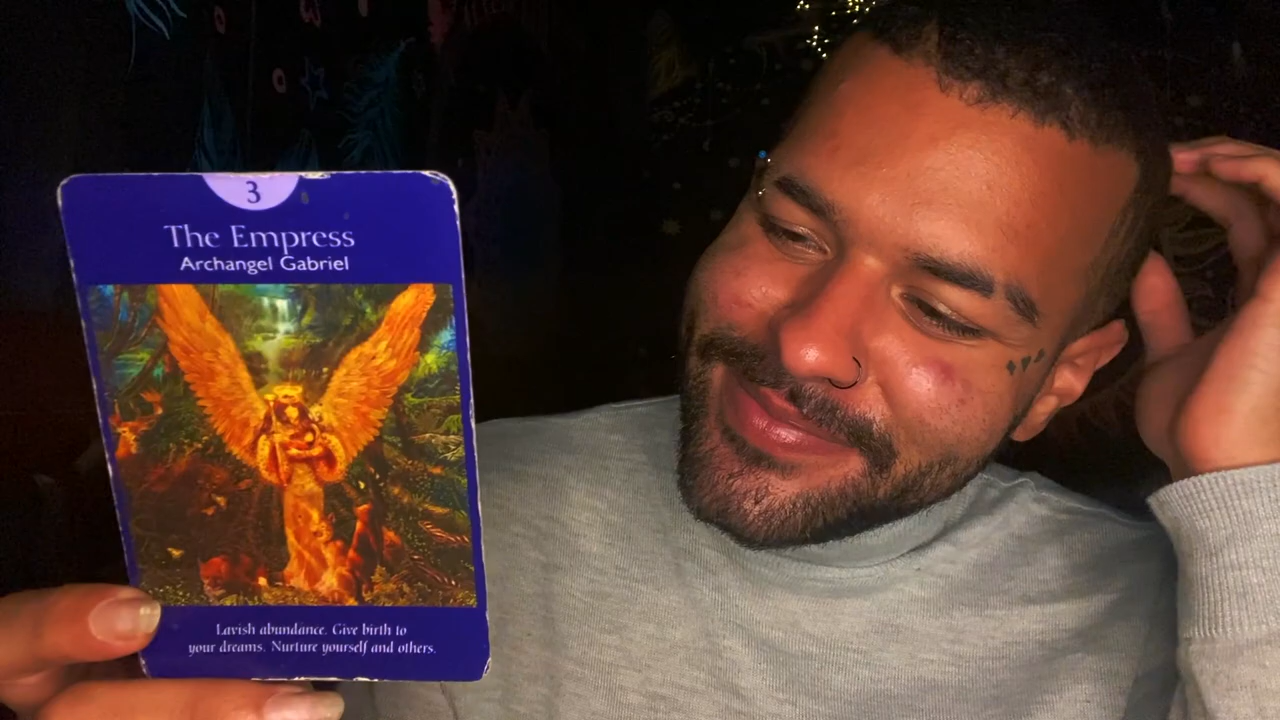 3
The Empress
Archangel Gabriel
Lavish abundance. Give birth to
your dreams. Nurture yourself and others.